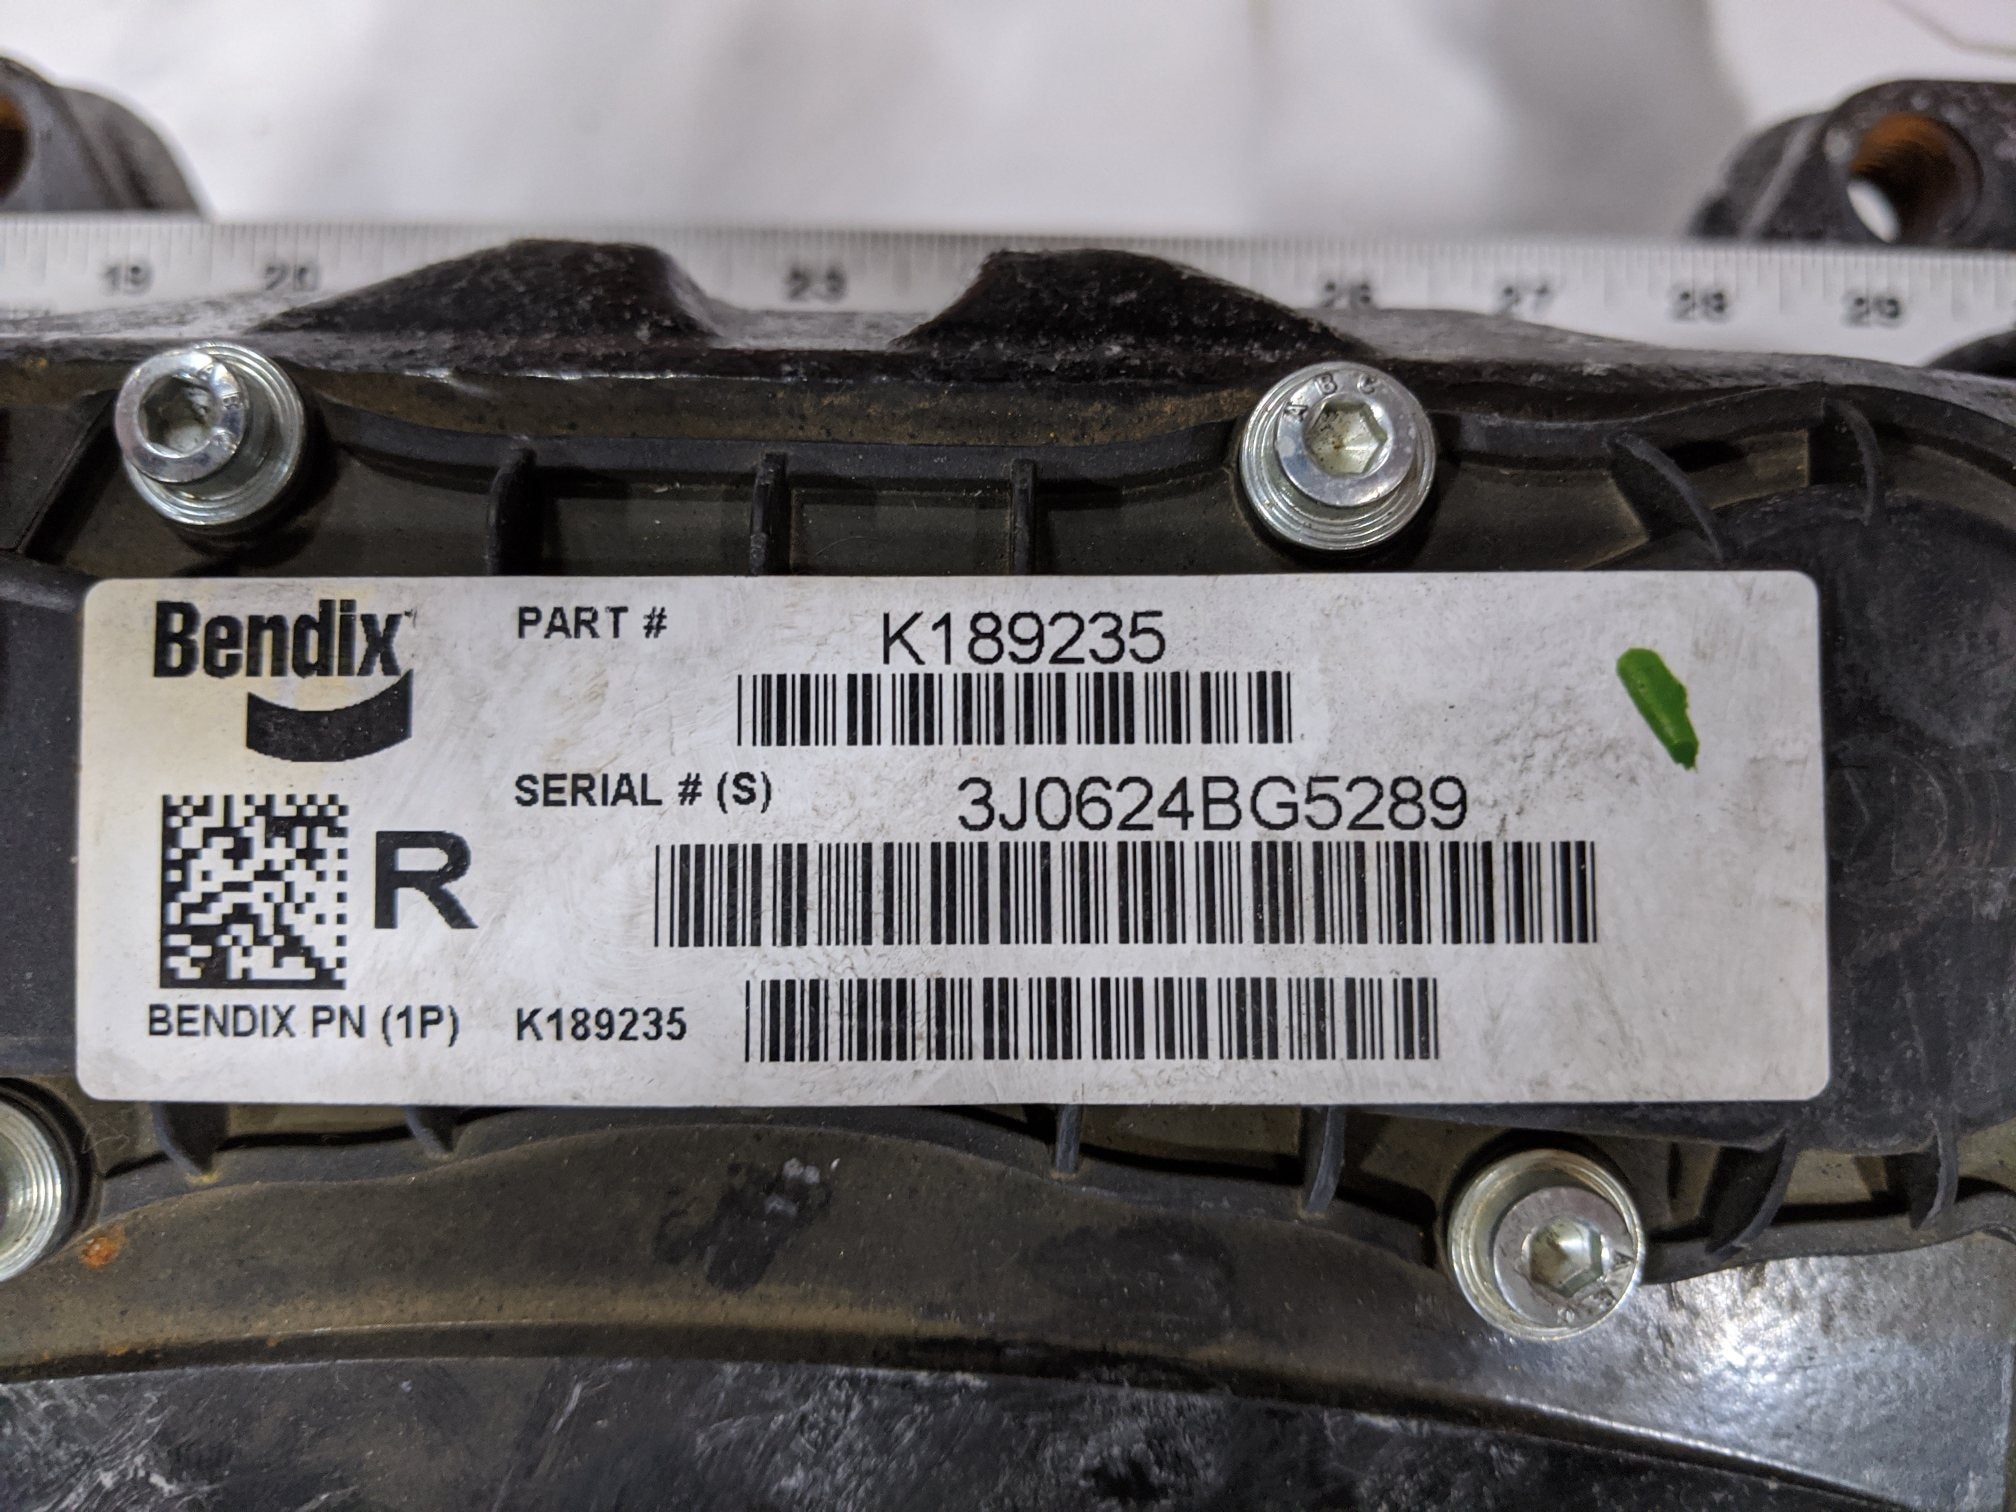 19 20 23 26 27 28 29
A B C
Bendix
PART # K189235
SERIAL # (S) 3J0624BG5289
R
BENDIX PN (1P) K189235